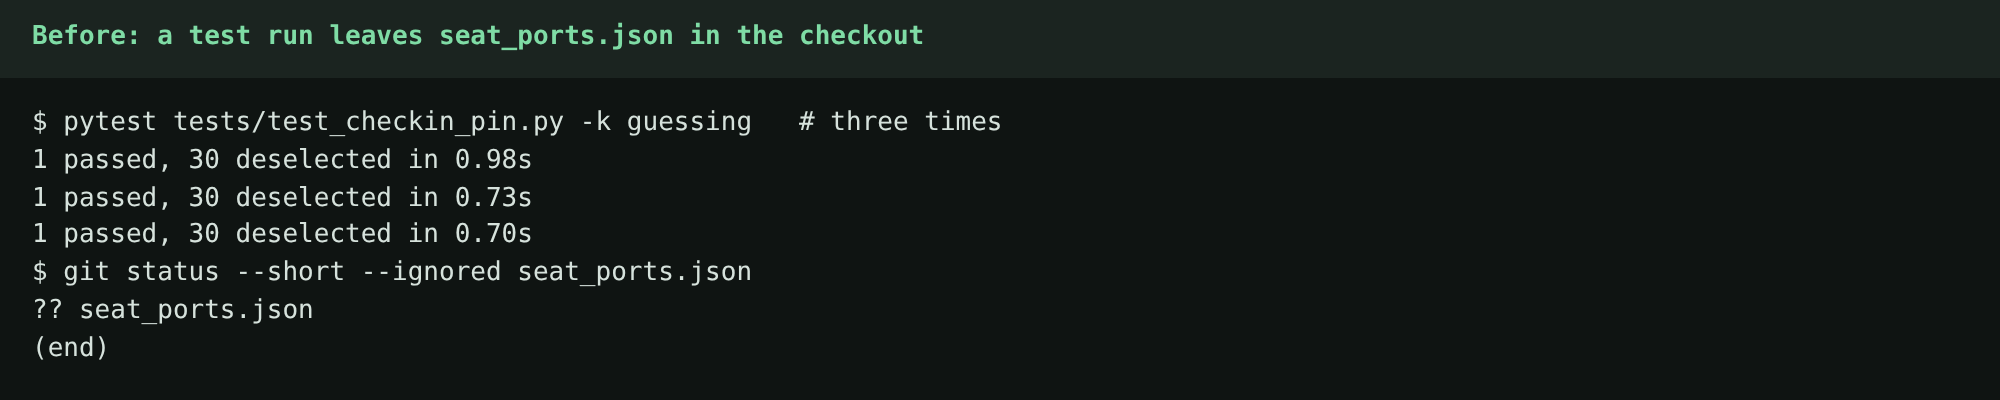 Before: a test run leaves seat_ports.json in the checkout
$ pytest tests/test_checkin_pin.py -k guessing   # three times
1 passed, 30 deselected in 0.98s
1 passed, 30 deselected in 0.73s
1 passed, 30 deselected in 0.70s
$ git status --short --ignored seat_ports.json
?? seat_ports.json
(end)